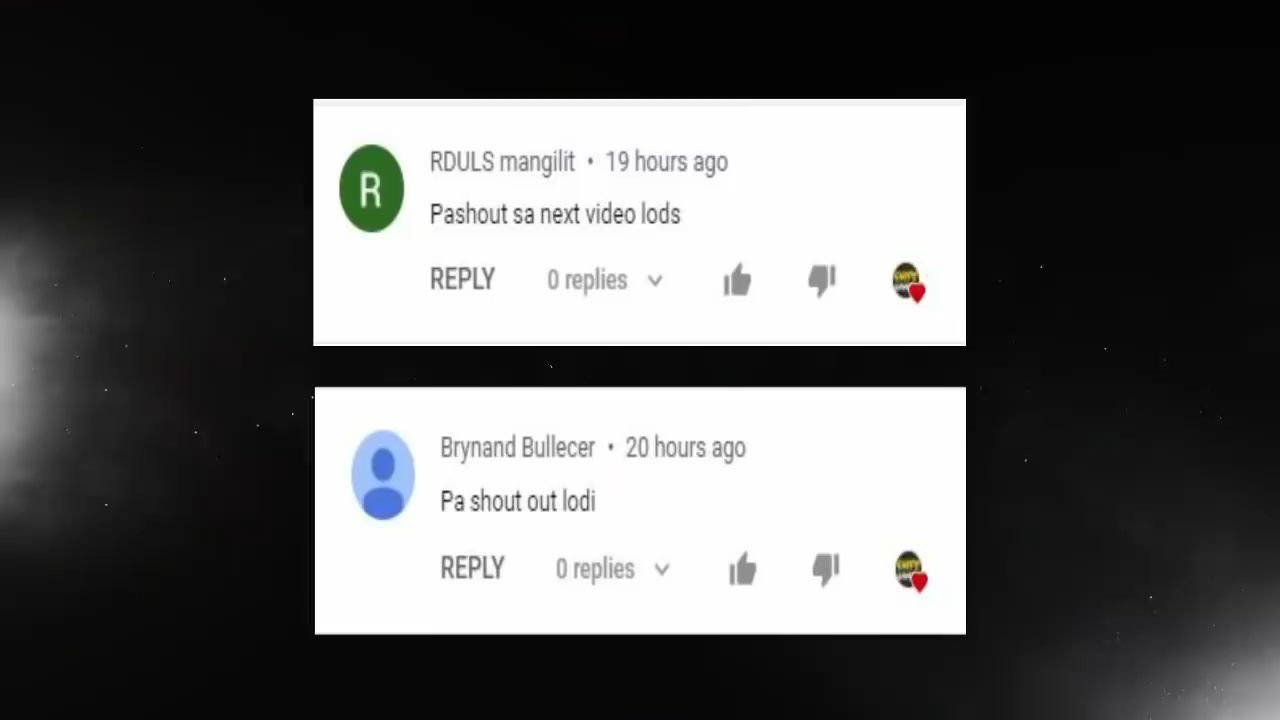 R
RDULS mangilit • 19 hours ago
Pashout sa next video lods
REPLY 0 replies
Brynand Bullecer • 20 hours ago
Pa shout out lodi
REPLY 0 replies